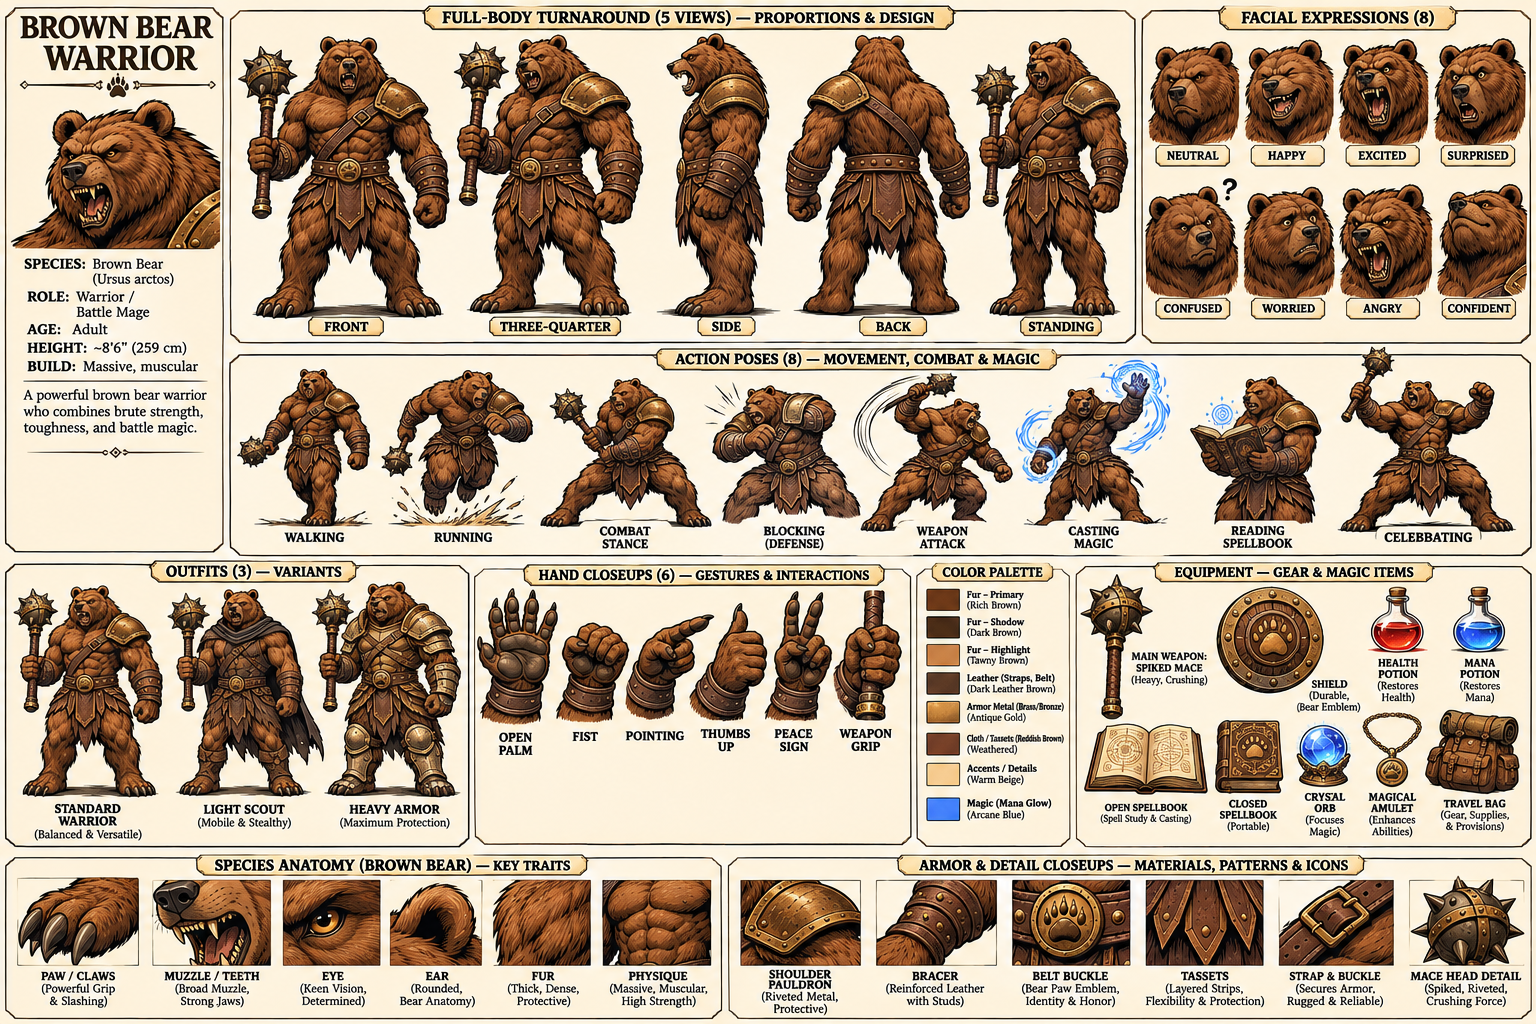 BROWN BEAR
WARRIOR
SPECIES: Brown Bear
(Ursus arctos)
ROLE: Warrior /
Battle Mage
AGE: Adult
HEIGHT: ~8'6" (259 cm)
BUILD: Massive, muscular
A powerful brown bear warrior
who combines brute strength,
toughness, and battle magic.
FULL-BODY TURNAROUND (5 VIEWS) — PROPORTIONS & DESIGN
FRONT
THREE-QUARTER
SIDE
BACK
STANDING
FACIAL EXPRESSIONS (8)
NEUTRAL
HAPPY
EXCITED
SURPRISED
?
CONFUSED
WORRIED
ANGRY
CONFIDENT
ACTION POSES (8) — MOVEMENT, COMBAT & MAGIC
WALKING
RUNNING
COMBAT
STANCE
BLOCKING
(DEFENSE)
WEAPON
ATTACK
CASTING
MAGIC
READING
SPELLBOOK
CELEBBATING
OUTFITS (3) — VARIANTS
STANDARD
WARRIOR
(Balanced & Versatile)
LIGHT SCOUT
(Mobile & Stealthy)
HEAVY ARMOR
(Maximum Protection)
HAND CLOSEUPS (6) — GESTURES & INTERACTIONS
OPEN
PALM
FIST
POINTING
THUMBS
UP
PEACE
SIGN
WEAPON
GRIP
COLOR PALETTE
Fur – Primary
(Rich Brown)
Fur – Shodow
(Dark Brown)
Fur – Highlight
(Tawny Brown)
Leather (Straps, Belt)
(Dark Leather Brown)
Armor Metal (Brass/Bronze)
(Antique Gold)
Cloth / Tassets (Reddish Brown)
(Weathered)
Accents / Details
(Warm Beige)
Magic (Mana Glow)
(Arcane Blue)
EQUIPMENT — GEAR & MAGIC ITEMS
MAIN WEAPON:
SPIKED MACE
(Heavy, Crushing)
SHIELD
(Durable,
(Bear Emblem)
HEALTH
POTION
(Restores
Health)
MANA
POTION
(Restores
Mana)
OPEN SPELLBOOK
(Spell Study & Casting)
CLOSED
SPELLBOOK
(Portable)
CRYSAL
ORB
(Focuses
Magic)
MAGICAL
AMULET
(Enhances
Abilities)
TRAVEL BAG
(Gear, Supplies,
& Provisions)
SPECIES ANATOMY (BROWN BEAR) — KEY TRAITS
PAW / CLAWS
(Powerful Grip
& Slashing)
MUZZLE / TEETH
(Broad Muzzle,
Strong Jaws)
EYE
(Keen Vision,
Determined)
EAR
(Rounded,
Bear Anatomy)
FUR
(Thick, Dense,
Protective)
PHYSIQUE
(Massive, Muscular,
High Strength)
ARMOR & DETAIL CLOSEUPS — MATERIALS, PATTERNS & ICONS
SHOULDER
PAULDRON
(Riveted Metal,
Protective)
BRACER
(Reinforced Leather
with Studs)
BELT BUCKLE
(Bear Paw Emblem,
Identity & Honor)
TASSETS
(Layered Strips,
Flexibility & Protection)
STRAP & BUCKLE
(Secures Armor,
Rugged & Reliable)
MACE HEAD DETAIL
(Spiked, Riveted,
Crushing Force)